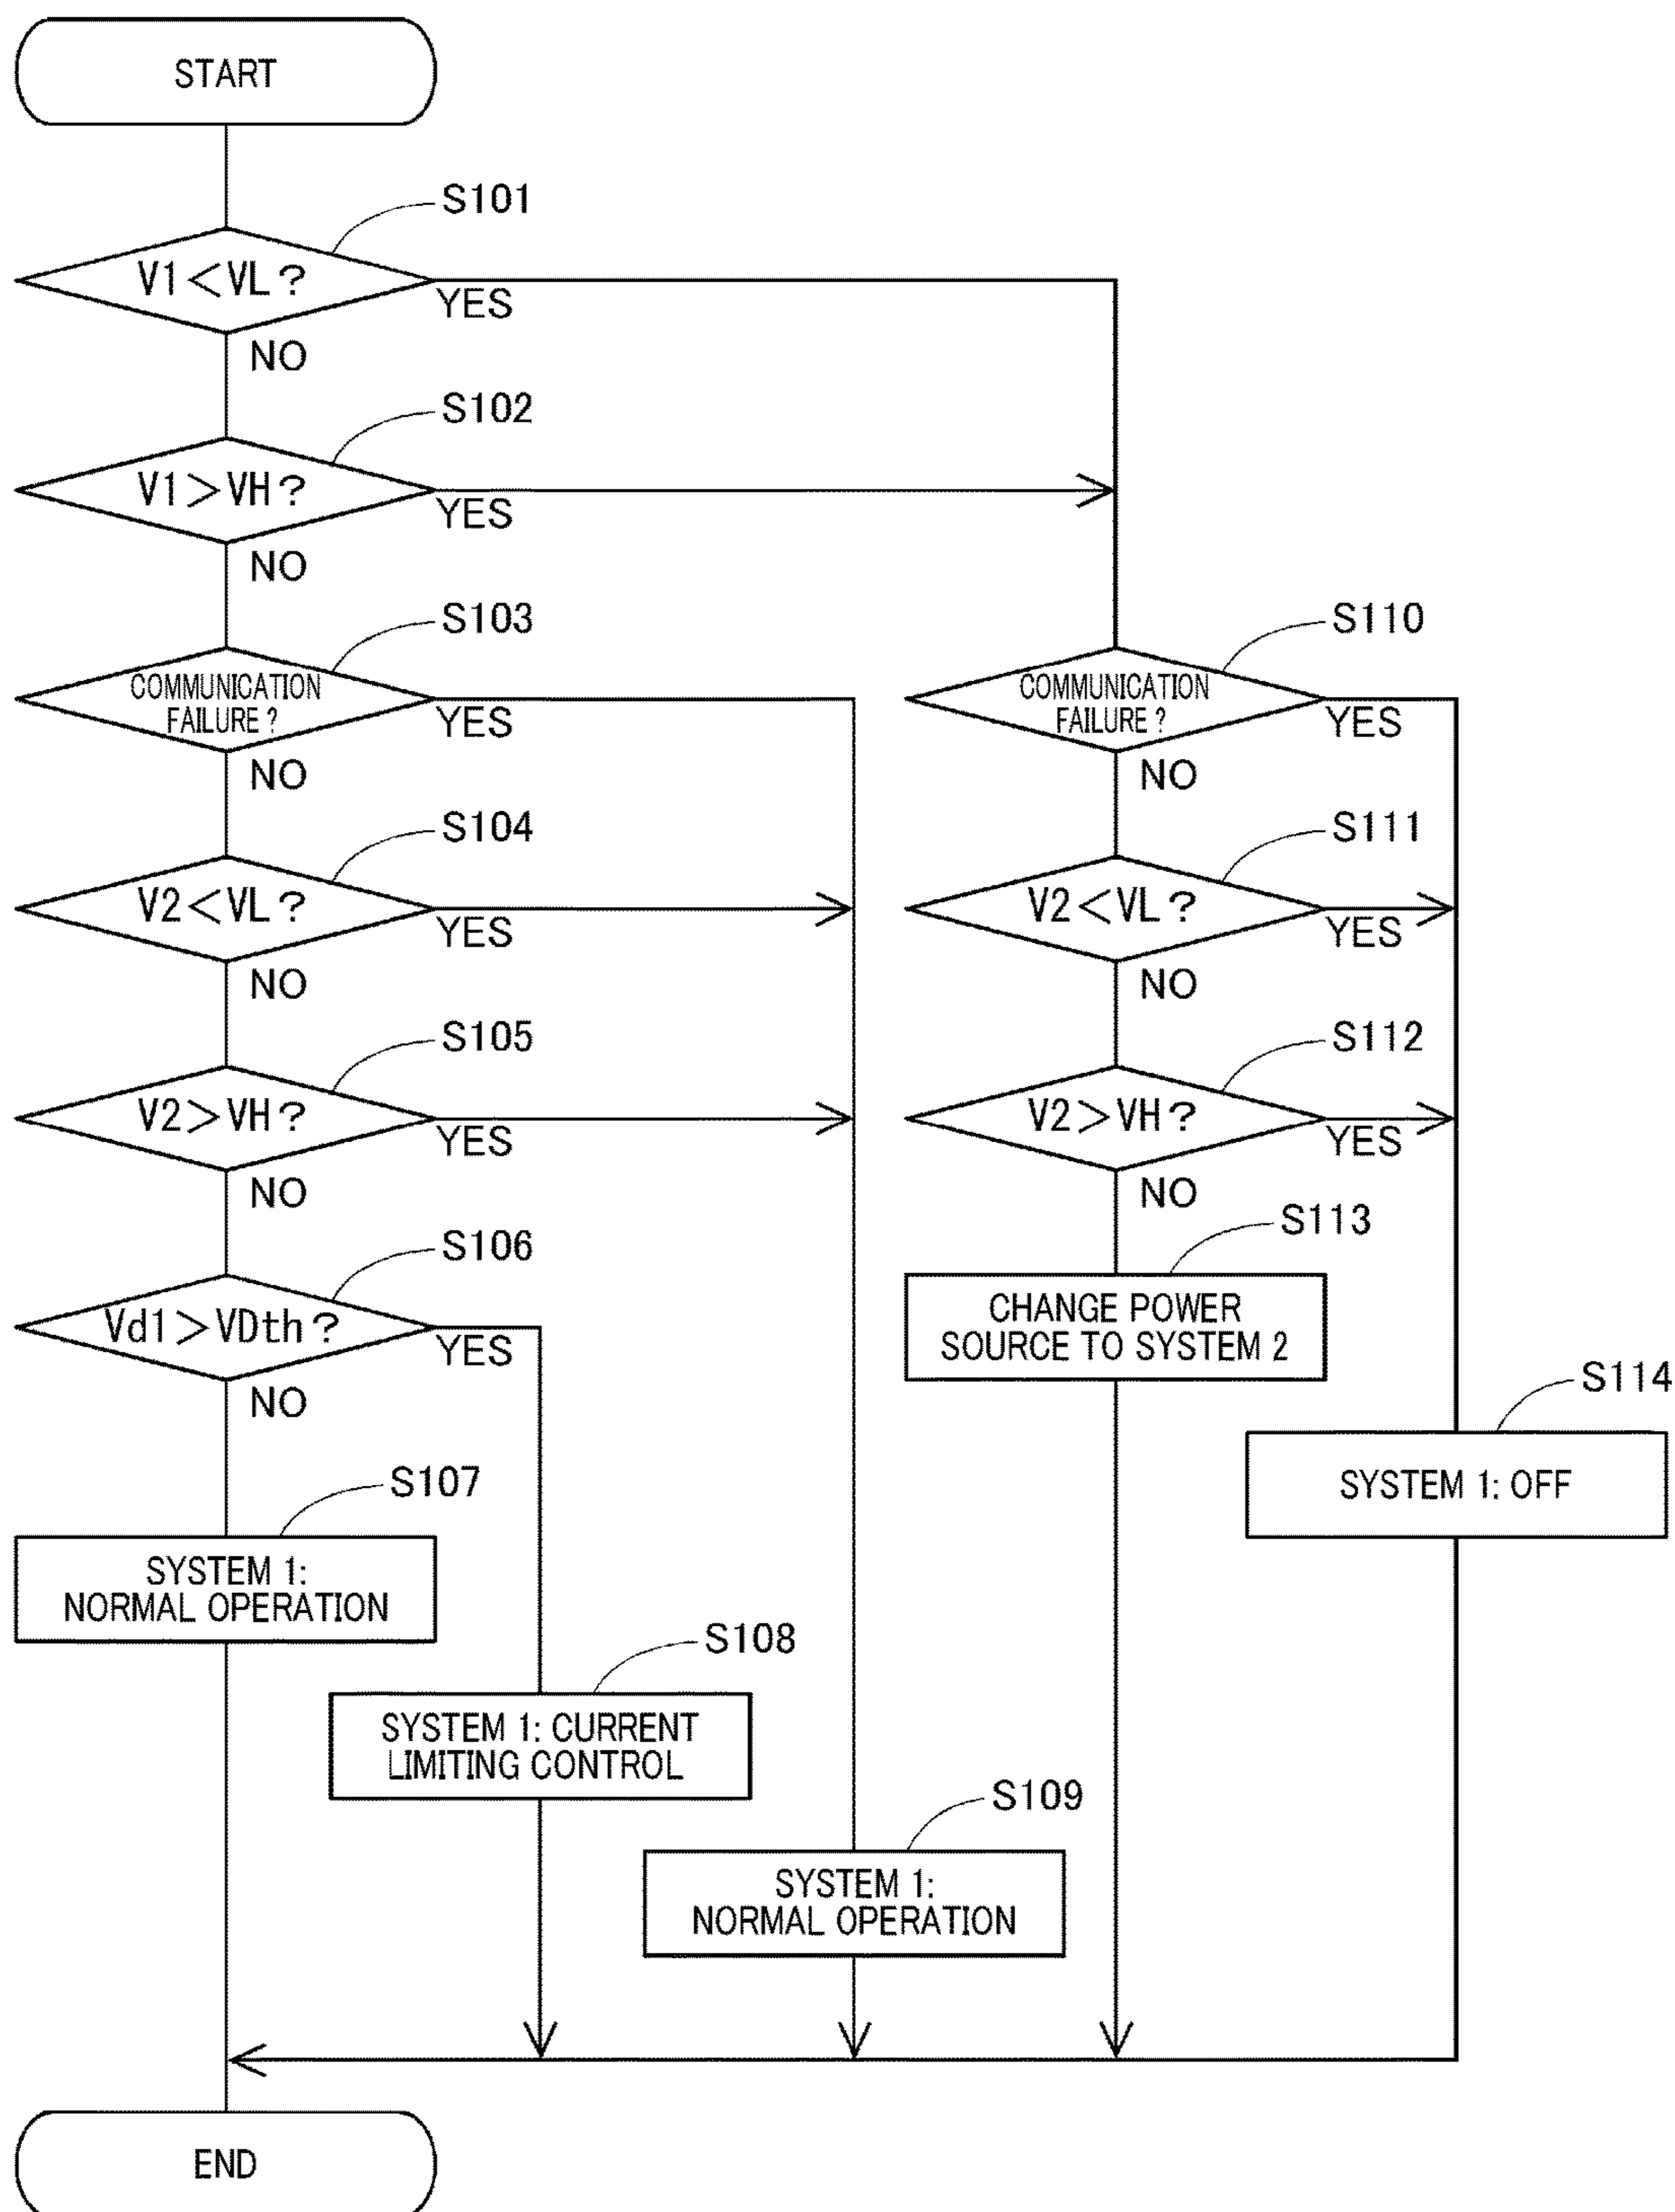 START
S101
V1<VL?
YES
NO
S102
V1>VH?
YES
NO
S103
COMMUNICATION
FAILURE?
YES
NO
S110
COMMUNICATION
FAILURE?
YES
NO
S104
V2<VL?
YES
NO
S111
V2<VL?
YES
NO
S105
V2>VH?
YES
NO
S112
V2>VH?
YES
NO
S106
Vd1>VDth?
YES
NO
S113
CHANGE POWER
SOURCE TO SYSTEM 2
S114
SYSTEM 1: OFF
S107
SYSTEM 1:
NORMAL OPERATION
S108
SYSTEM 1: CURRENT
LIMITING CONTROL
S109
SYSTEM 1:
NORMAL OPERATION
END